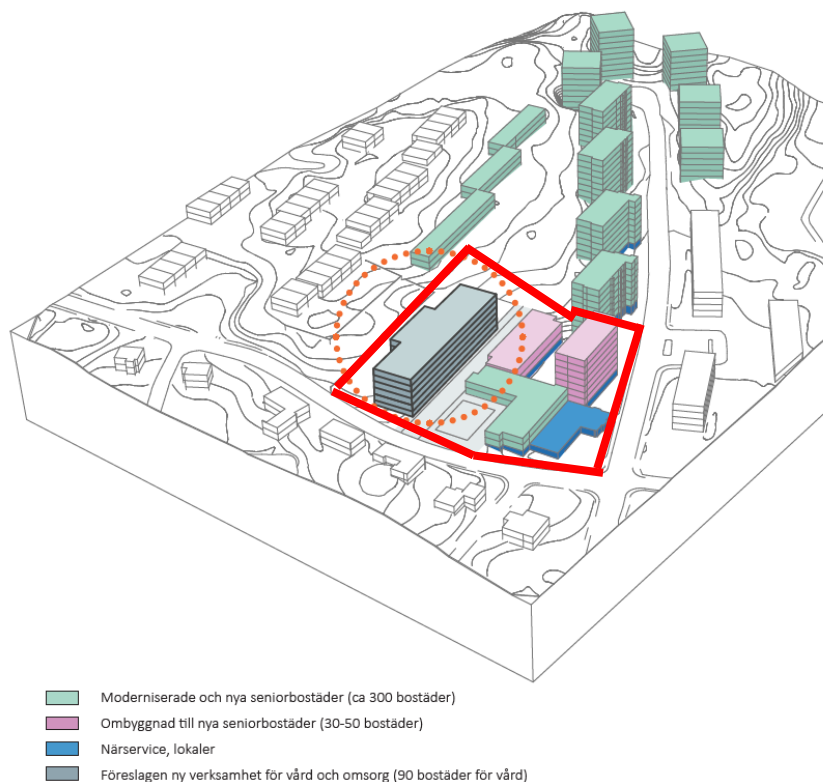 Moderniserade och nya seniorbostäder (ca 300 bostäder)
Ombyggnad till nya seniorbostäder (30-50 bostäder)
Närservice, lokaler
Föreslagen ny verksamhet för vård och omsorg (90 bostäder för vård)